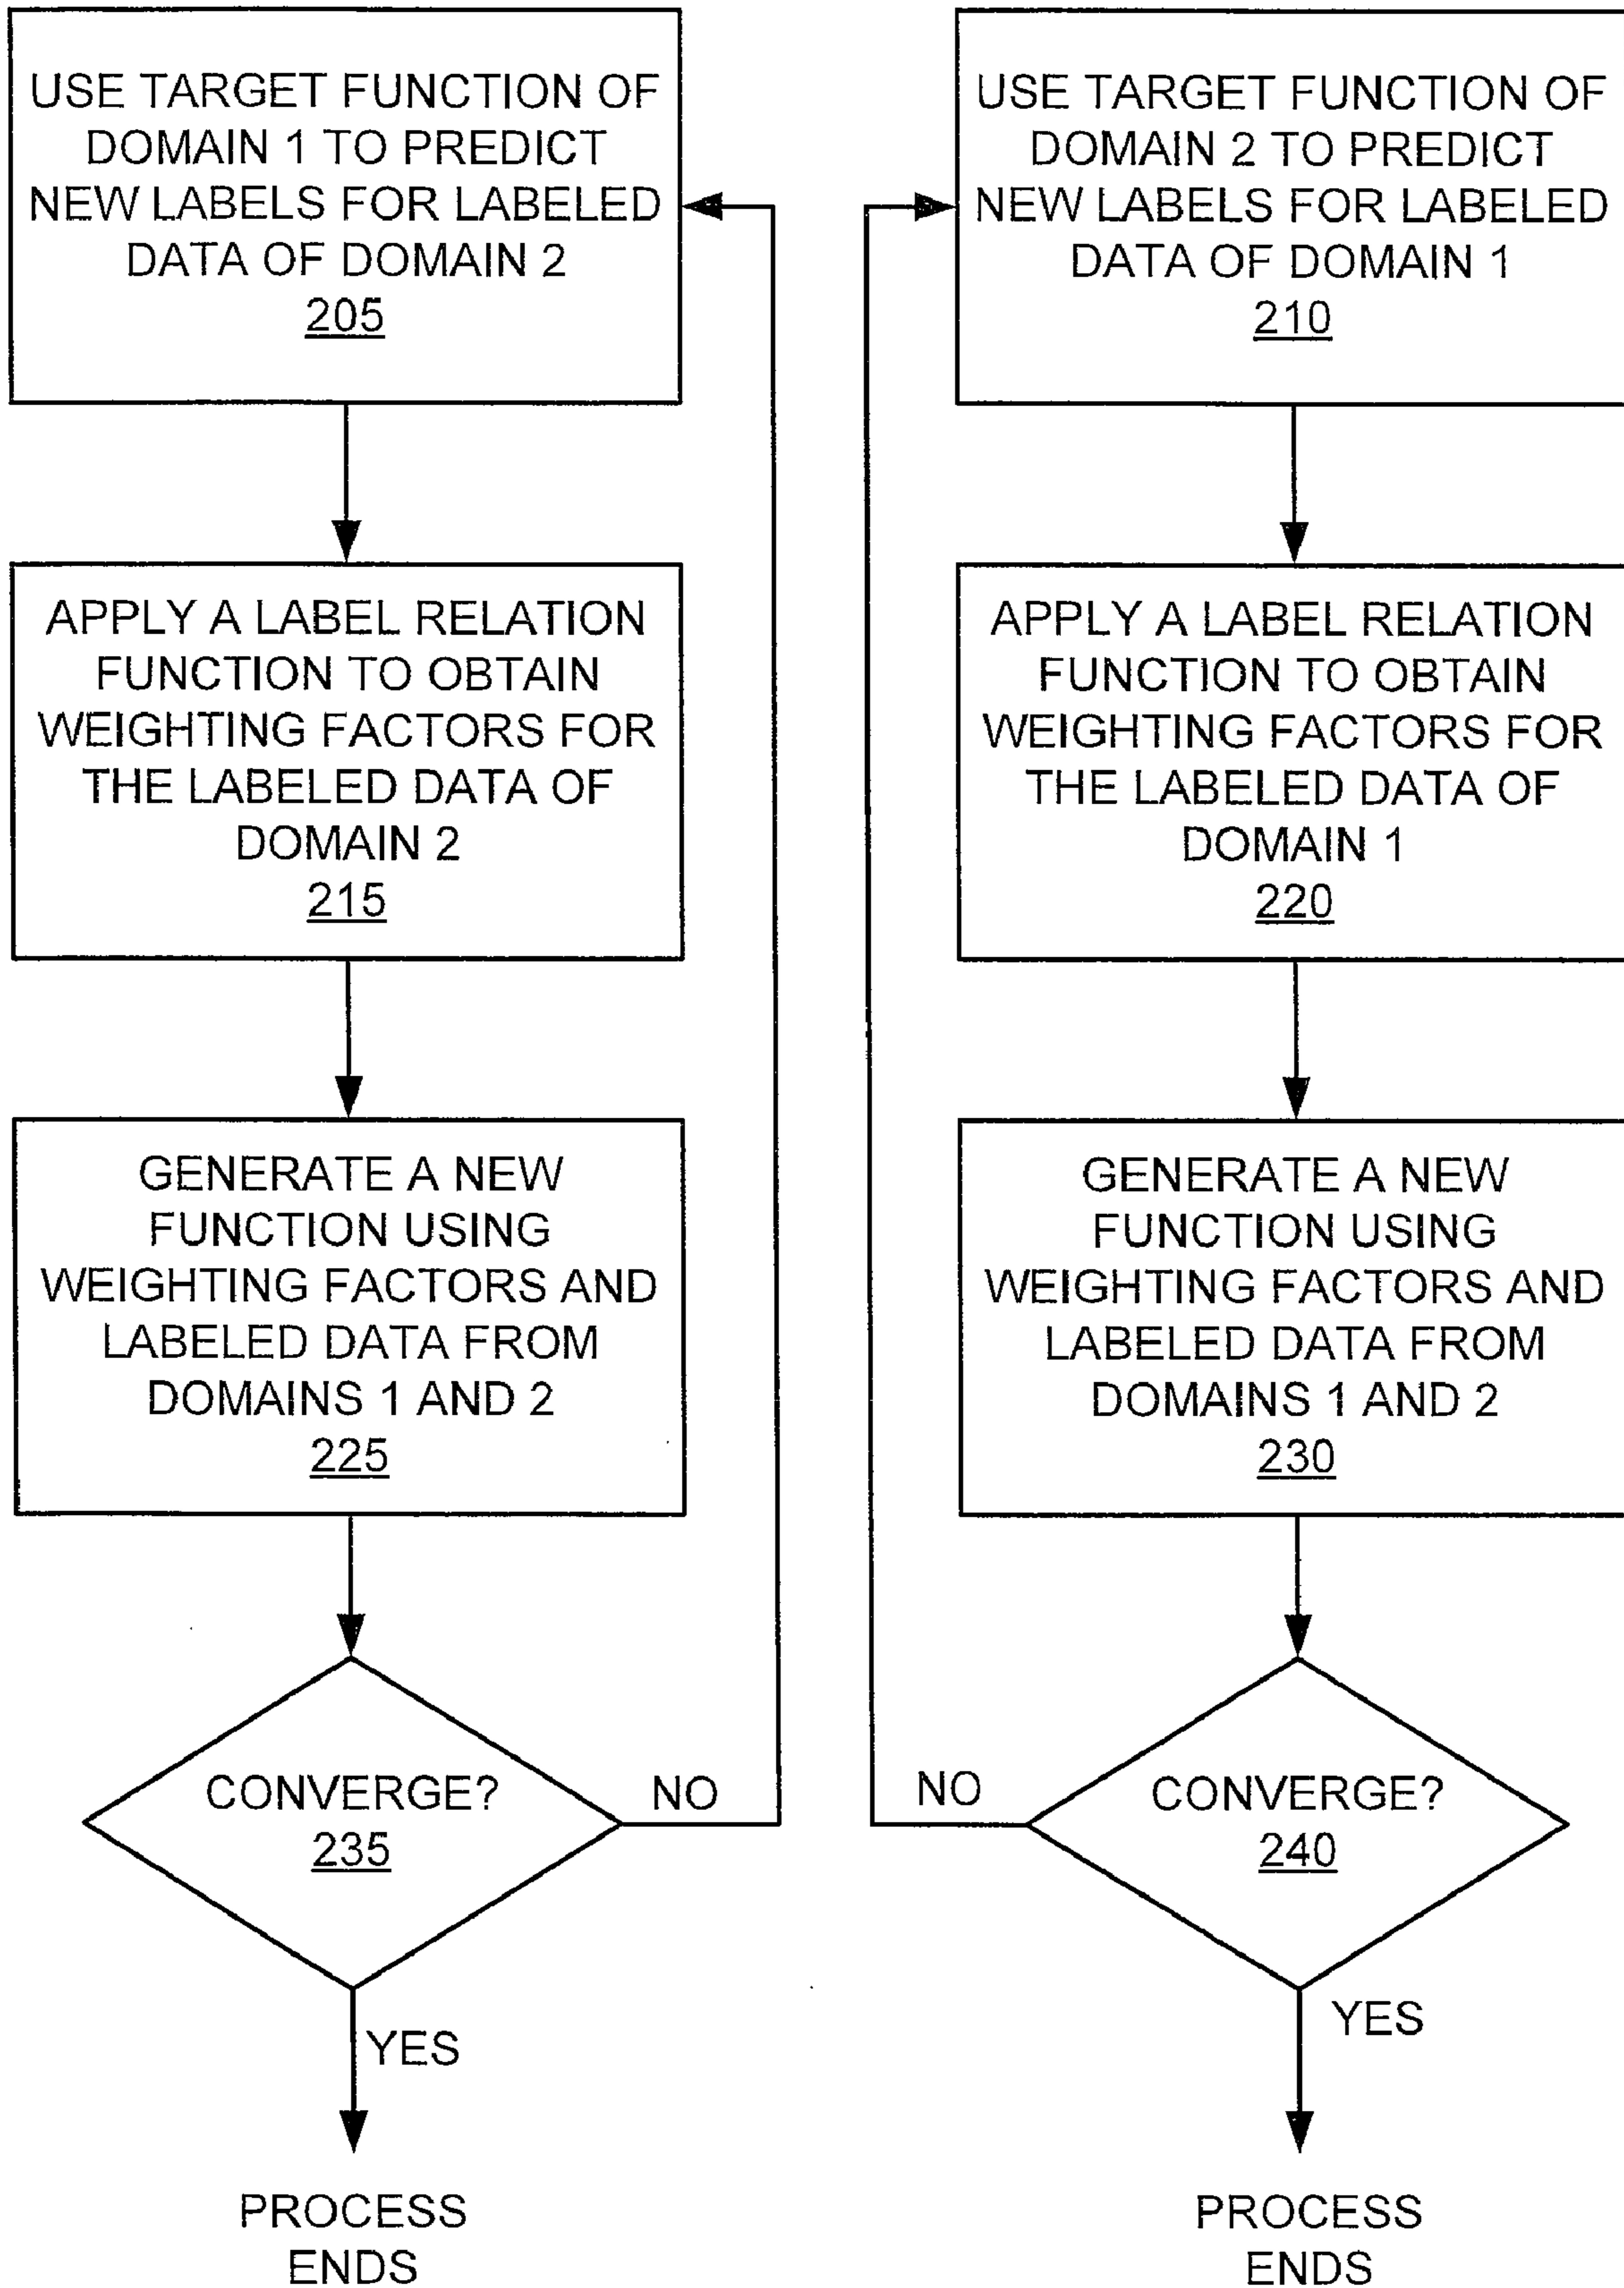 USE TARGET FUNCTION OF
DOMAIN 1 TO PREDICT
NEW LABELS FOR LABELED
DATA OF DOMAIN 2
205
APPLY A LABEL RELATION
FUNCTION TO OBTAIN
WEIGHTING FACTORS FOR
THE LABELED DATA OF
DOMAIN 2
215
GENERATE A NEW
FUNCTION USING
WEIGHTING FACTORS AND
LABELED DATA FROM
DOMAINS 1 AND 2
225
CONVERGE?
235
NO
YES
PROCESS
ENDS
USE TARGET FUNCTION OF
DOMAIN 2 TO PREDICT
NEW LABELS FOR LABELED
DATA OF DOMAIN 1
210
APPLY A LABEL RELATION
FUNCTION TO OBTAIN
WEIGHTING FACTORS FOR
THE LABELED DATA OF
DOMAIN 1
220
GENERATE A NEW
FUNCTION USING
WEIGHTING FACTORS AND
LABELED DATA FROM
DOMAINS 1 AND 2
230
NO
CONVERGE?
240
YES
PROCESS
ENDS